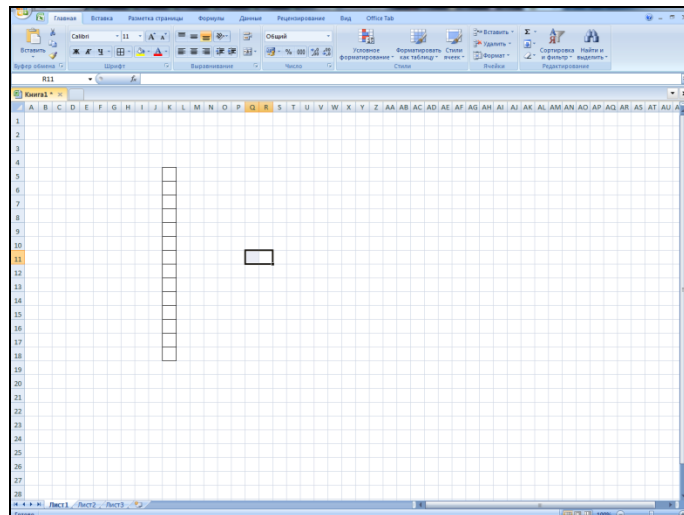 Главная Вставка Разметка страницы Формулы Данные Рецензирование Вид Office Tab
Calibri 11 A A Общий Вставить
Удалить
Вставить Ж К Ч % 000 Условное форматирование Форматировать как таблицу Стили ячеек Формат Сортировка и фильтр Найти и выделить
Буфер обмена Шрифт Выравнивание Число Стили Ячейки Редактирование
R11 fx
Книга1 *
A B C D E F G H I J K L M N O P Q R S T U V W X Y Z AA AB AC AD AE AF AG AH AI AJ AK AL AM AN AO AP AQ AR AS AT AU
1
2
3
4
5
6
7
8
9
10
11
12
13
14
15
16
17
18
19
20
21
22
23
24
25
26
27
28
Лист1 Лист2 Лист3
Готово 100%